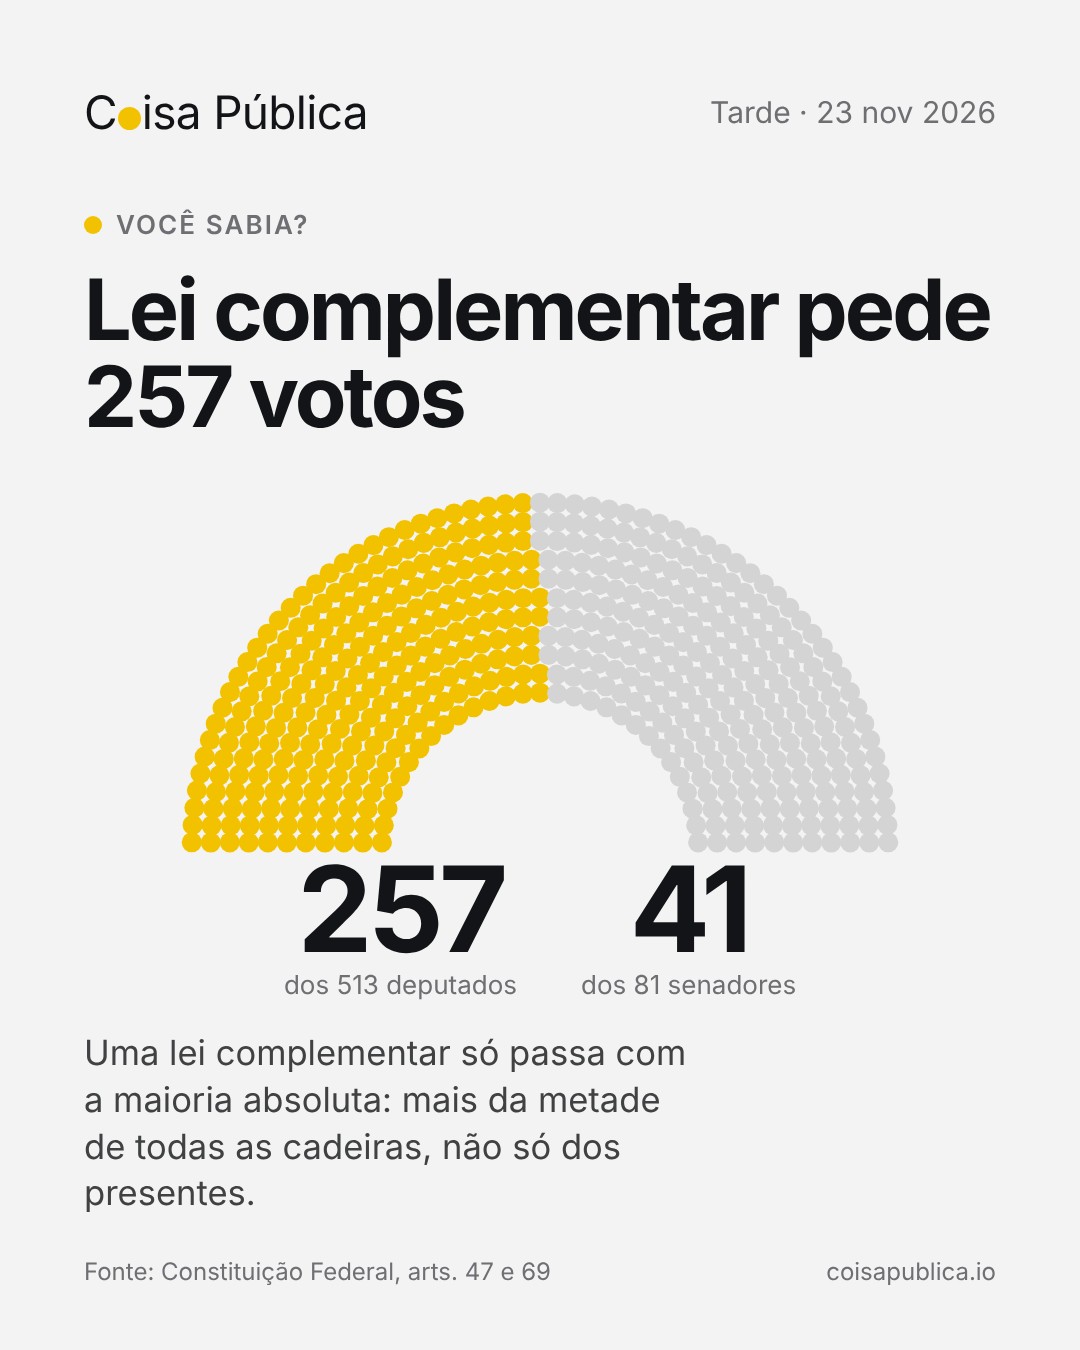 Coisa Pública
Tarde · 23 nov 2026
VOCÊ SABIA?
Lei complementar pede
257 votos
257
41
dos 513 deputados
dos 81 senadores
Uma lei complementar só passa com
a maioria absoluta: mais da metade
de todas as cadeiras, não só dos
presentes.
Fonte: Constituição Federal, arts. 47 e 69
coisapublica.io